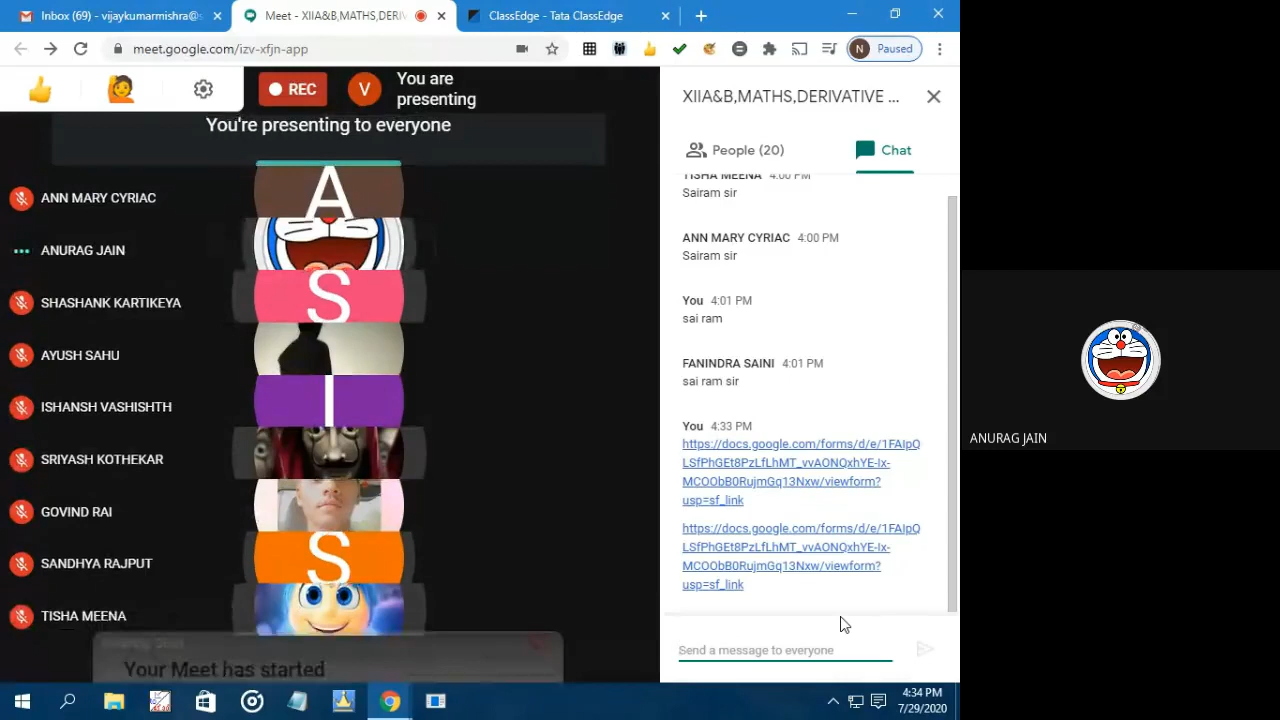 Inbox (69) - vijaykumarmishra@s
Meet - XIIA&B,MATHS,DERIV
ClassEdge - Tata ClassEdge
meet.google.com/izv-xfjn-app
N Paused
REC
V
You are
presenting
You're presenting to everyone
A
ANN MARY CYRIAC
ANURAG JAIN
S
SHASHANK KARTIKEYA
AYUSH SAHU
I
ISHANSH VASHISHTH
SRIYASH KOTHEKAR
GOVIND RAI
S
SANDHYA RAJPUT
TISHA MEENA
Your Meet has started
XIIA&B,MATHS,DERIVATIVE ...
People (20)
Chat
TISHA MEENA 4:00 PM
Sairam sir
ANN MARY CYRIAC 4:00 PM
Sairam sir
You 4:01 PM
sai ram
FANINDRA SAINI 4:01 PM
sai ram sir
You 4:33 PM
https://docs.google.com/forms/d/e/1FAIpQ
LSfPhGEt8PzLfLhMT_vvAONQxhYE-Ix-
MCOObB0RujmGq13Nxw/viewform?
usp=sf_link
https://docs.google.com/forms/d/e/1FAIpQ
LSfPhGEt8PzLfLhMT_vvAONQxhYE-Ix-
MCOObB0RujmGq13Nxw/viewform?
usp=sf_link
Send a message to everyone
ANURAG JAIN
4:34 PM
7/29/2020